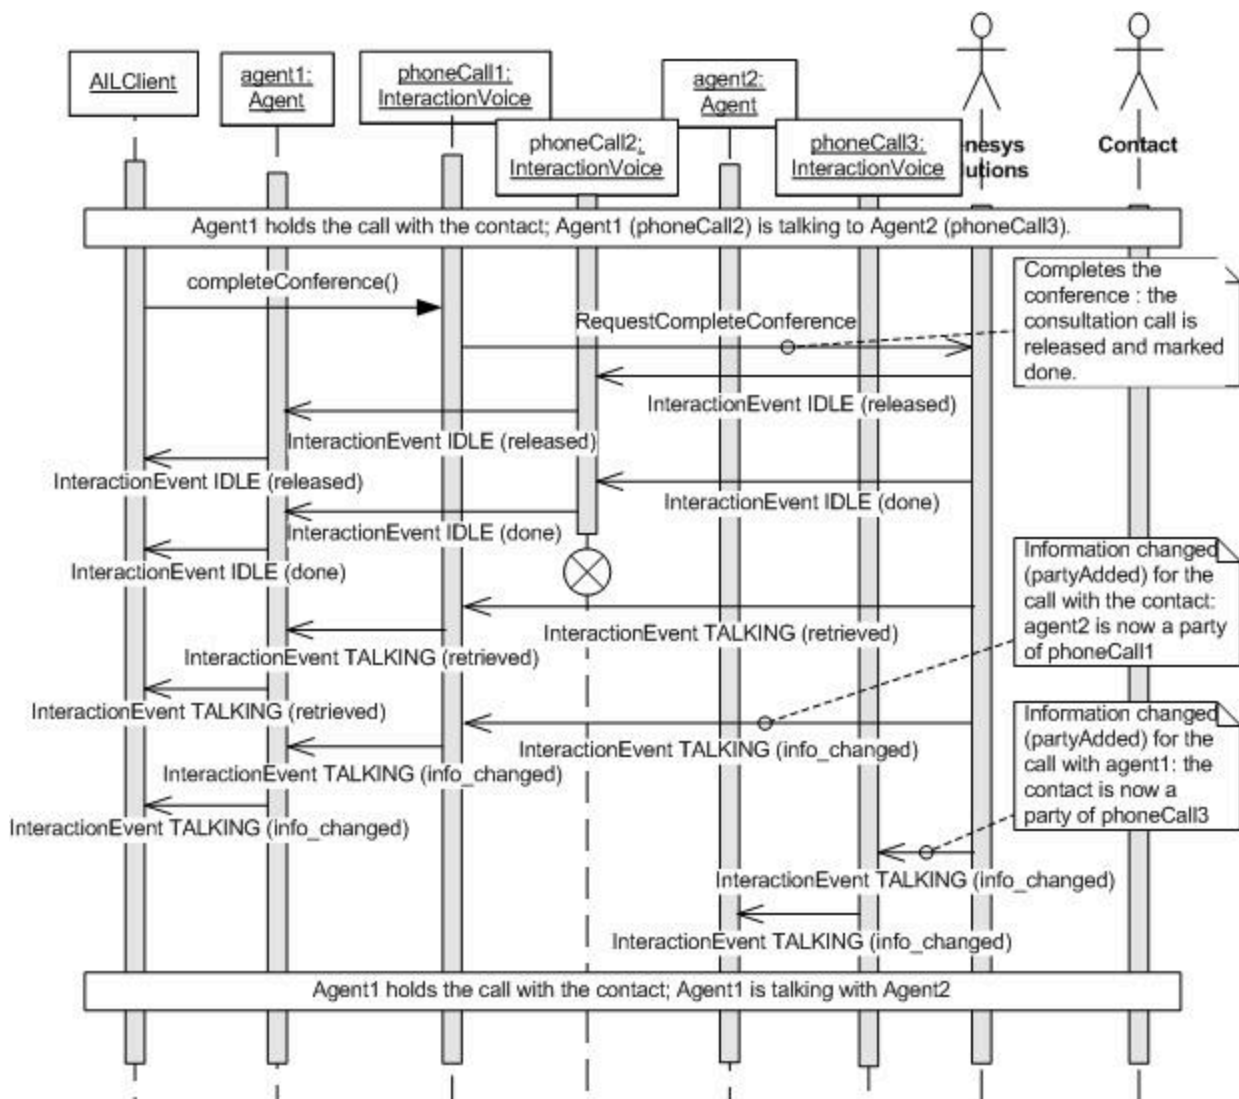 AILClient
agent1:
Agent
phoneCall1:
InteractionVoice
phoneCall2:
InteractionVoice
agent2:
Agent
phoneCall3:
InteractionVoice
enesys
lutions
Contact
Agent1 holds the call with the contact; Agent1 (phoneCall2) is talking to Agent2 (phoneCall3).
completeConference()
RequestCompleteConference
Completes the
conference : the
consultation call is
released and marked
done.
InteractionEvent IDLE (released)
InteractionEvent IDLE (released)
InteractionEvent IDLE (released)
InteractionEvent IDLE (done)
InteractionEvent IDLE (done)
InteractionEvent IDLE (done)
Information changed
(partyAdded) for the
call with the contact:
agent2 is now a party
of phoneCall1
InteractionEvent TALKING (retrieved)
InteractionEvent TALKING (retrieved)
InteractionEvent TALKING (retrieved)
Information changed
(partyAdded) for the
call with agent1: the
contact is now a
party of phoneCall3
InteractionEvent TALKING (info_changed)
InteractionEvent TALKING (info_changed)
InteractionEvent TALKING (info_changed)
InteractionEvent TALKING (info_changed)
InteractionEvent TALKING (info_changed)
Agent1 holds the call with the contact; Agent1 is talking with Agent2